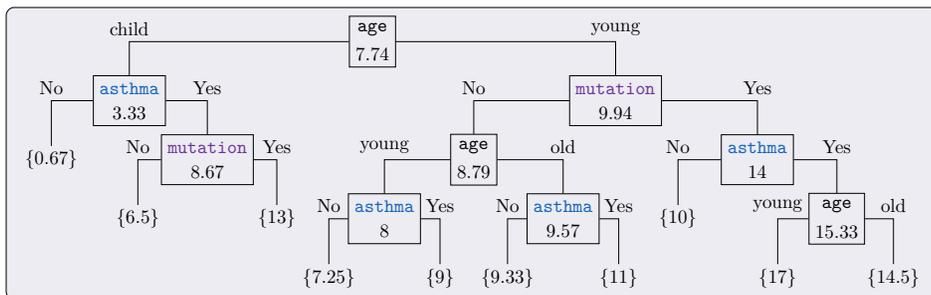 child age young
7.74
No asthma Yes No mutation Yes
3.33 9.94
{0.67} No mutation Yes young age old No asthma Yes
8.67 8.79 14
{6.5} {13} No asthma Yes No asthma Yes {10} young age old
8 9.57 15.33
{7.25} {9} {9.33} {11} {17} {14.5}